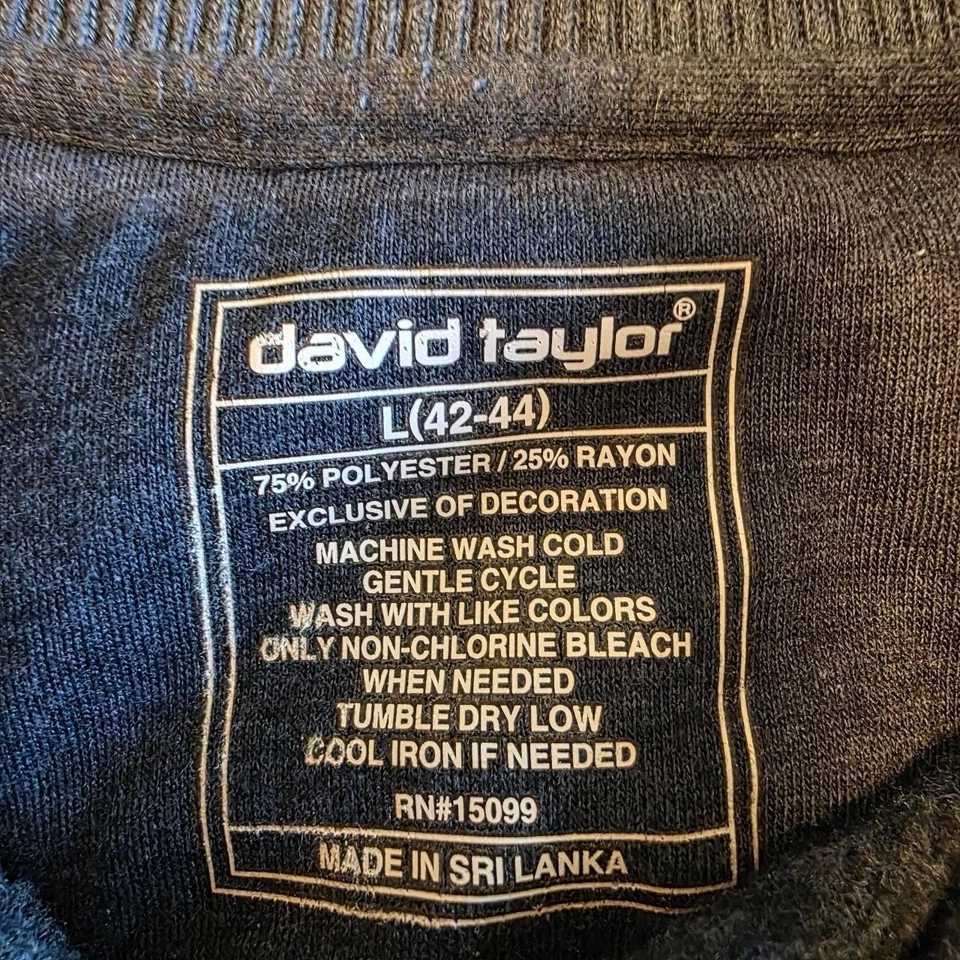 david taylor®
L(42-44)
75% POLYESTER / 25% RAYON
EXCLUSIVE OF DECORATION
MACHINE WASH COLD
GENTLE CYCLE
WASH WITH LIKE COLORS
ONLY NON-CHLORINE BLEACH
WHEN NEEDED
TUMBLE DRY LOW
COOL IRON IF NEEDED
RN#15099
MADE IN SRI LANKA